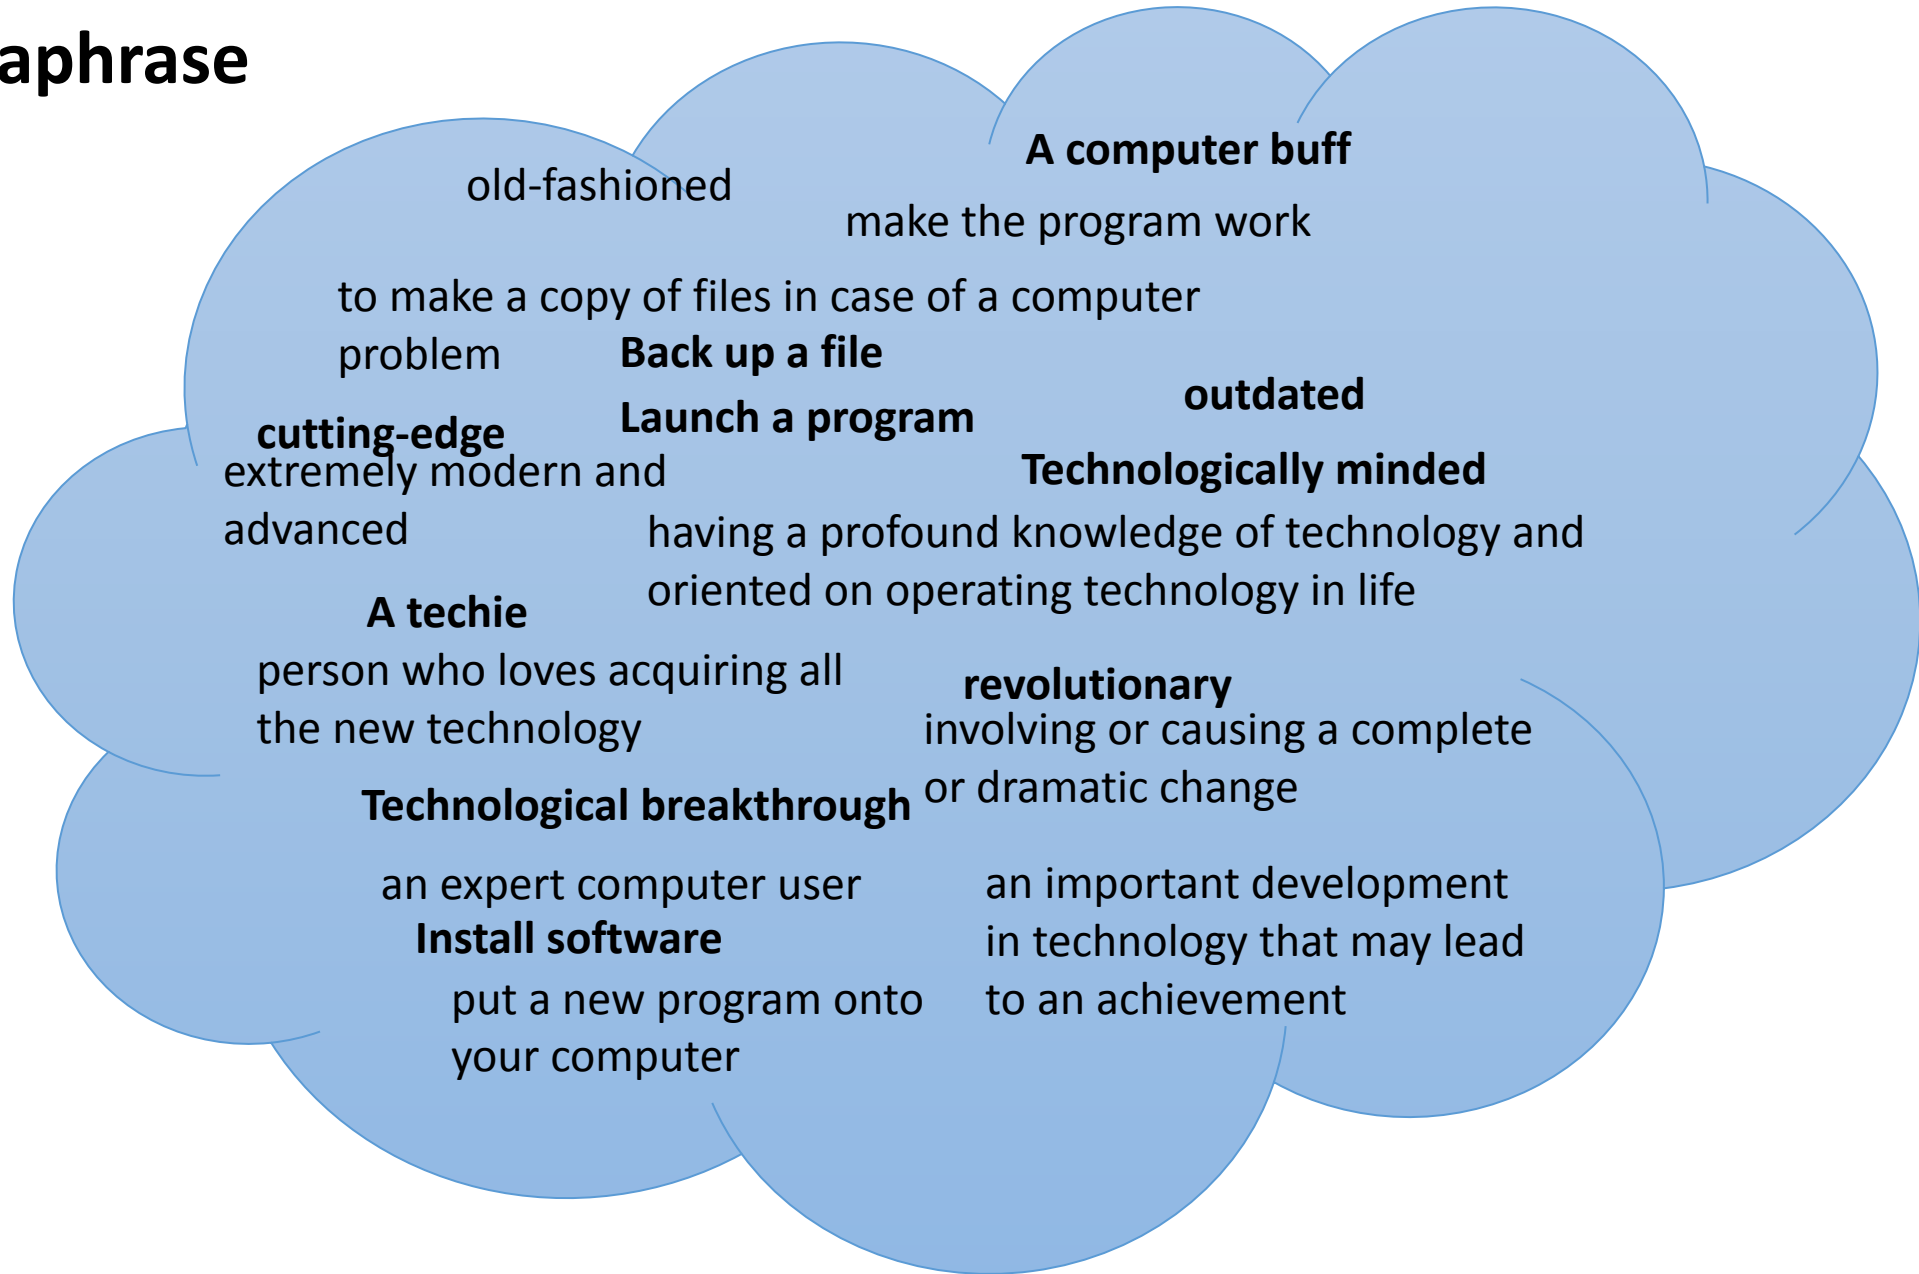 aphrase
A computer buff
old-fashioned
make the program work
to make a copy of files in case of a computer
problem
Back up a file
outdated
Launch a program
cutting-edge
extremely modern and
advanced
Technologically minded
having a profound knowledge of technology and
oriented on operating technology in life
A techie
person who loves acquiring all
the new technology
revolutionary
involving or causing a complete
or dramatic change
Technological breakthrough
an expert computer user
Install software
put a new program onto
your computer
an important development
in technology that may lead
to an achievement